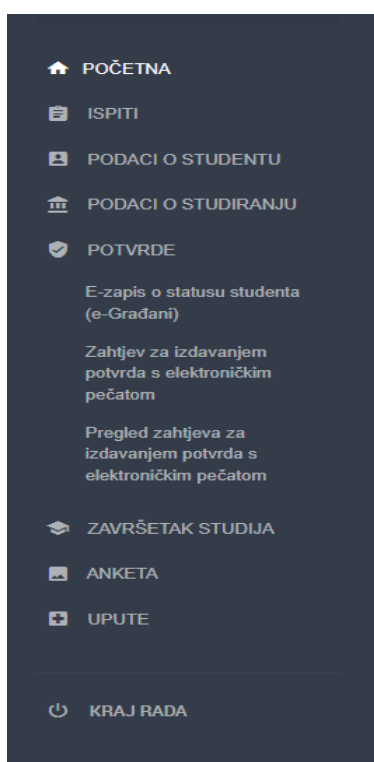 POČETNA
ISPITI
PODACI O STUDENTU
PODACI O STUDIRANJU
POTVRDE
E-zapis o statusu studenta
(e-Građani)
Zahtjev za izdavanjem
potvrda s elektroničkim
pečatom
Pregled zahtjeva za
izdavanjem potvrda s
elektroničkim pečatom
ZAVRŠETAK STUDIJA
ANKETA
UPUTE
KRAJ RADA